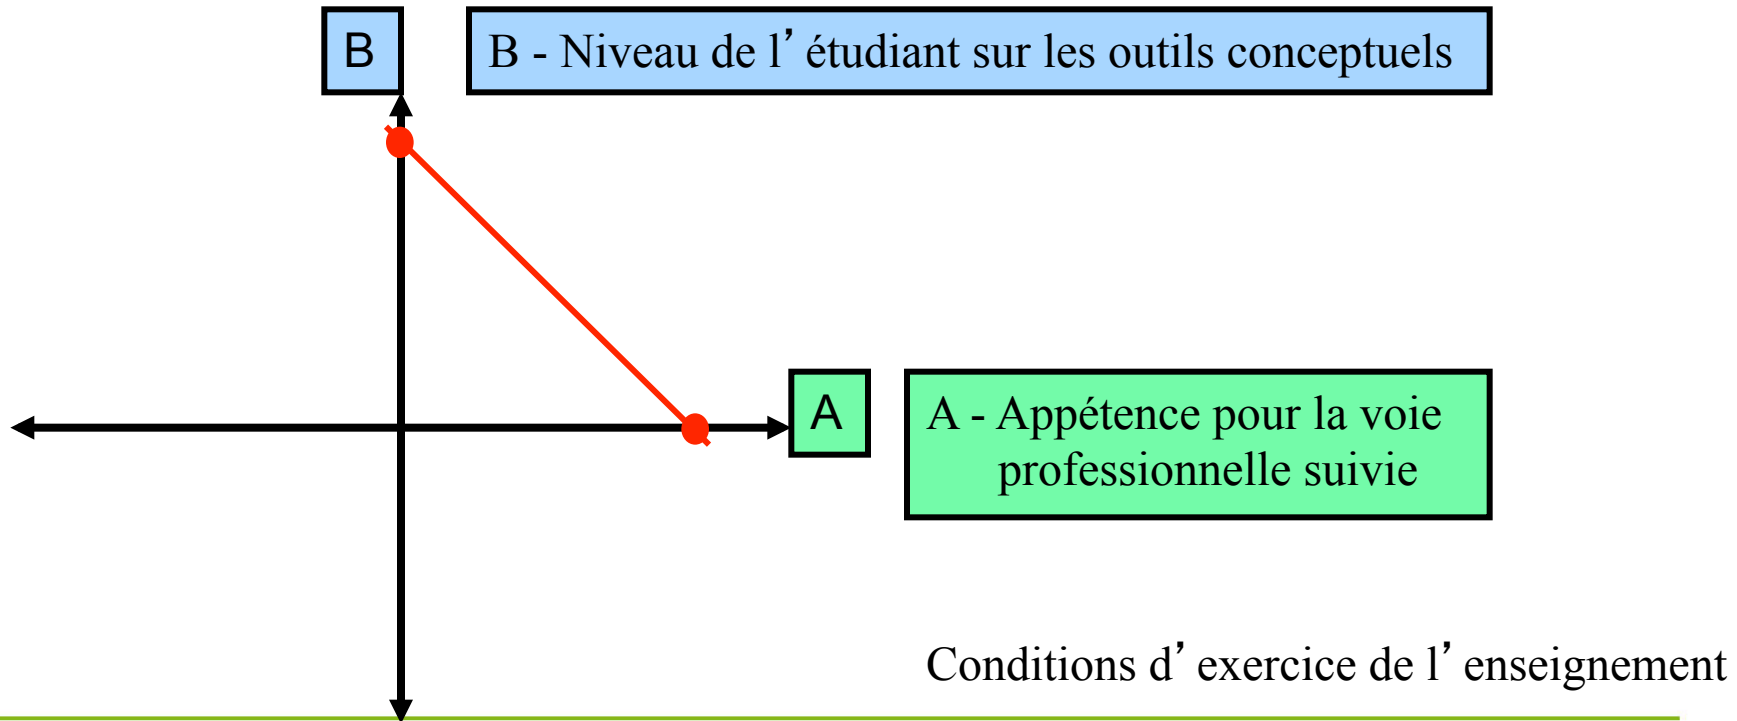 B
B - Niveau de l’étudiant sur les outils conceptuels
A
A - Appétence pour la voie
professionnelle suivie
Conditions d’exercice de l’enseignement